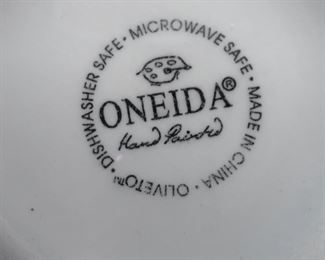 DISHWASHER SAFE • MICROWAVE SAFE • MADE IN CHINA • OLIVETO™ •
ONEIDA®
Hand Painted